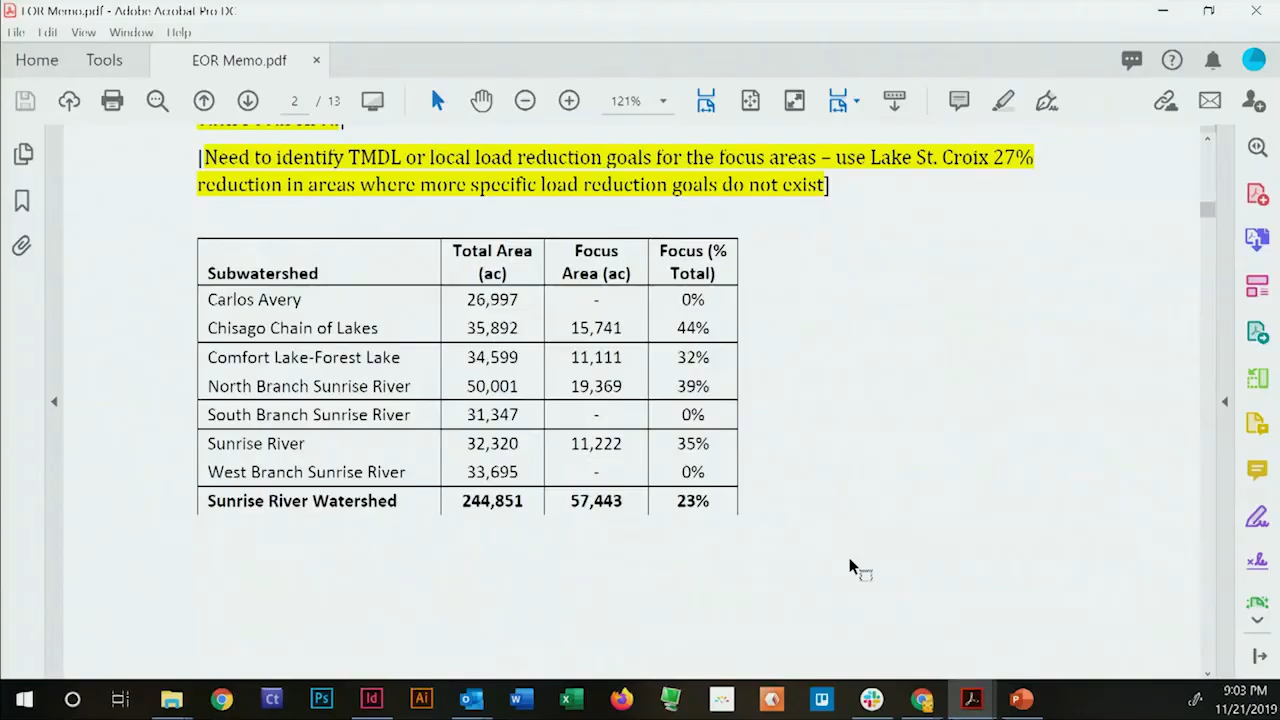 EOR Memo.pdf - Adobe Acrobat Pro DC
File Edit View Window Help
Home Tools EOR Memo.pdf ×
2 / 13 121%
[Need to identify TMDL or local load reduction goals for the focus areas – use Lake St. Croix 27%
reduction in areas where more specific load reduction goals do not exist]
Subwatershed Total Area (ac) Focus Area (ac) Focus (% Total)
Carlos Avery 26,997 - 0%
Chisago Chain of Lakes 35,892 15,741 44%
Comfort Lake-Forest Lake 34,599 11,111 32%
North Branch Sunrise River 50,001 19,369 39%
South Branch Sunrise River 31,347 - 0%
Sunrise River 32,320 11,222 35%
West Branch Sunrise River 33,695 - 0%
Sunrise River Watershed 244,851 57,443 23%
Ct Ps Id Ai
9:03 PM
11/21/2019